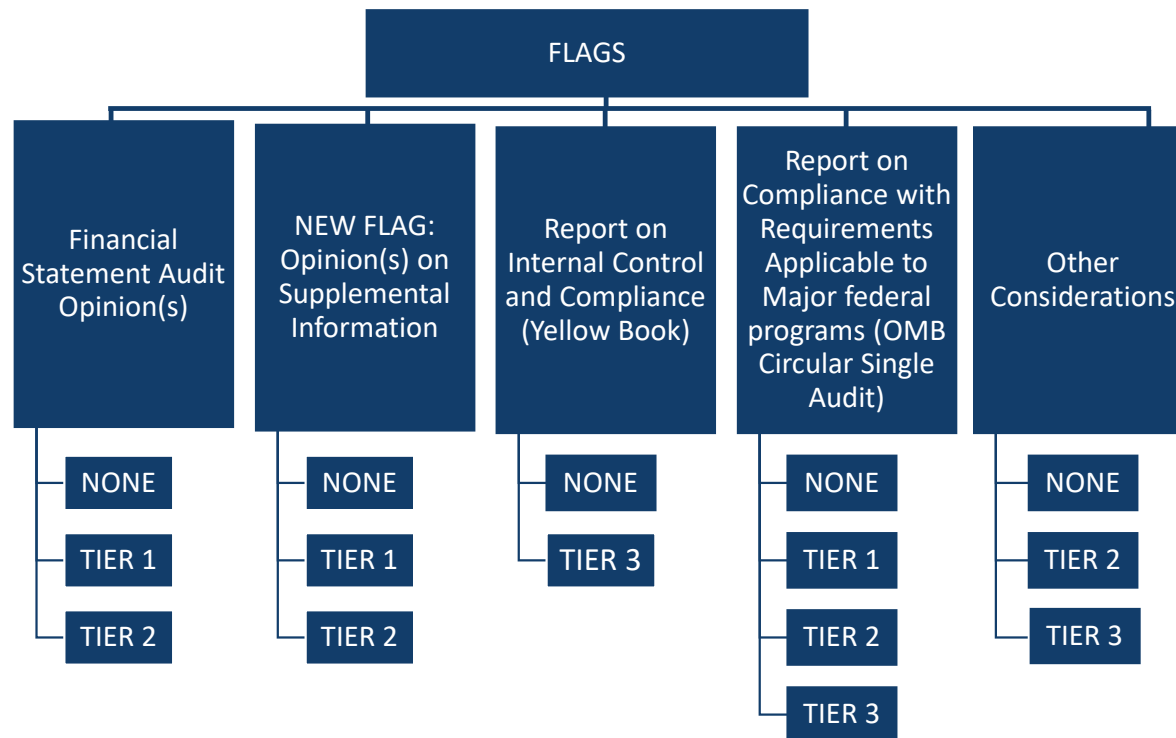 FLAGS
Financial
Statement Audit
Opinion(s)
NONE
TIER 1
TIER 2
NEW FLAG:
Opinion(s) on
Supplemental
Information
NONE
TIER 1
TIER 2
Report on
Internal Control
and Compliance
(Yellow Book)
NONE
TIER 3
Report on
Compliance with
Requirements
Applicable to
Major federal
programs (OMB
Circular Single
Audit)
NONE
TIER 1
TIER 2
TIER 3
Other
Considerations
NONE
TIER 2
TIER 3